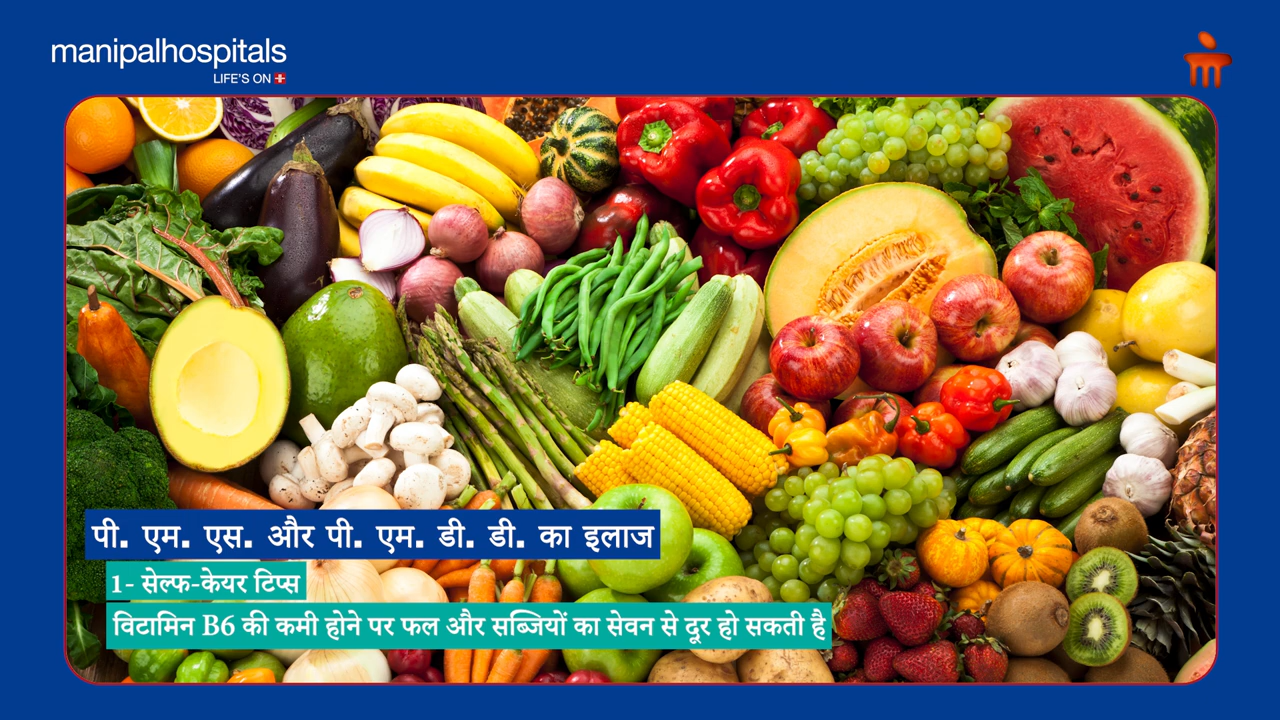 manipalhospitals
LIFE'S ON
पी. एम. एस. और पी. एम. डी. डी. का इलाज
1- सेल्फ-केयर टिप्स
विटामिन B6 की कमी होने पर फल और सब्जियों का सेवन से दूर हो सकती है